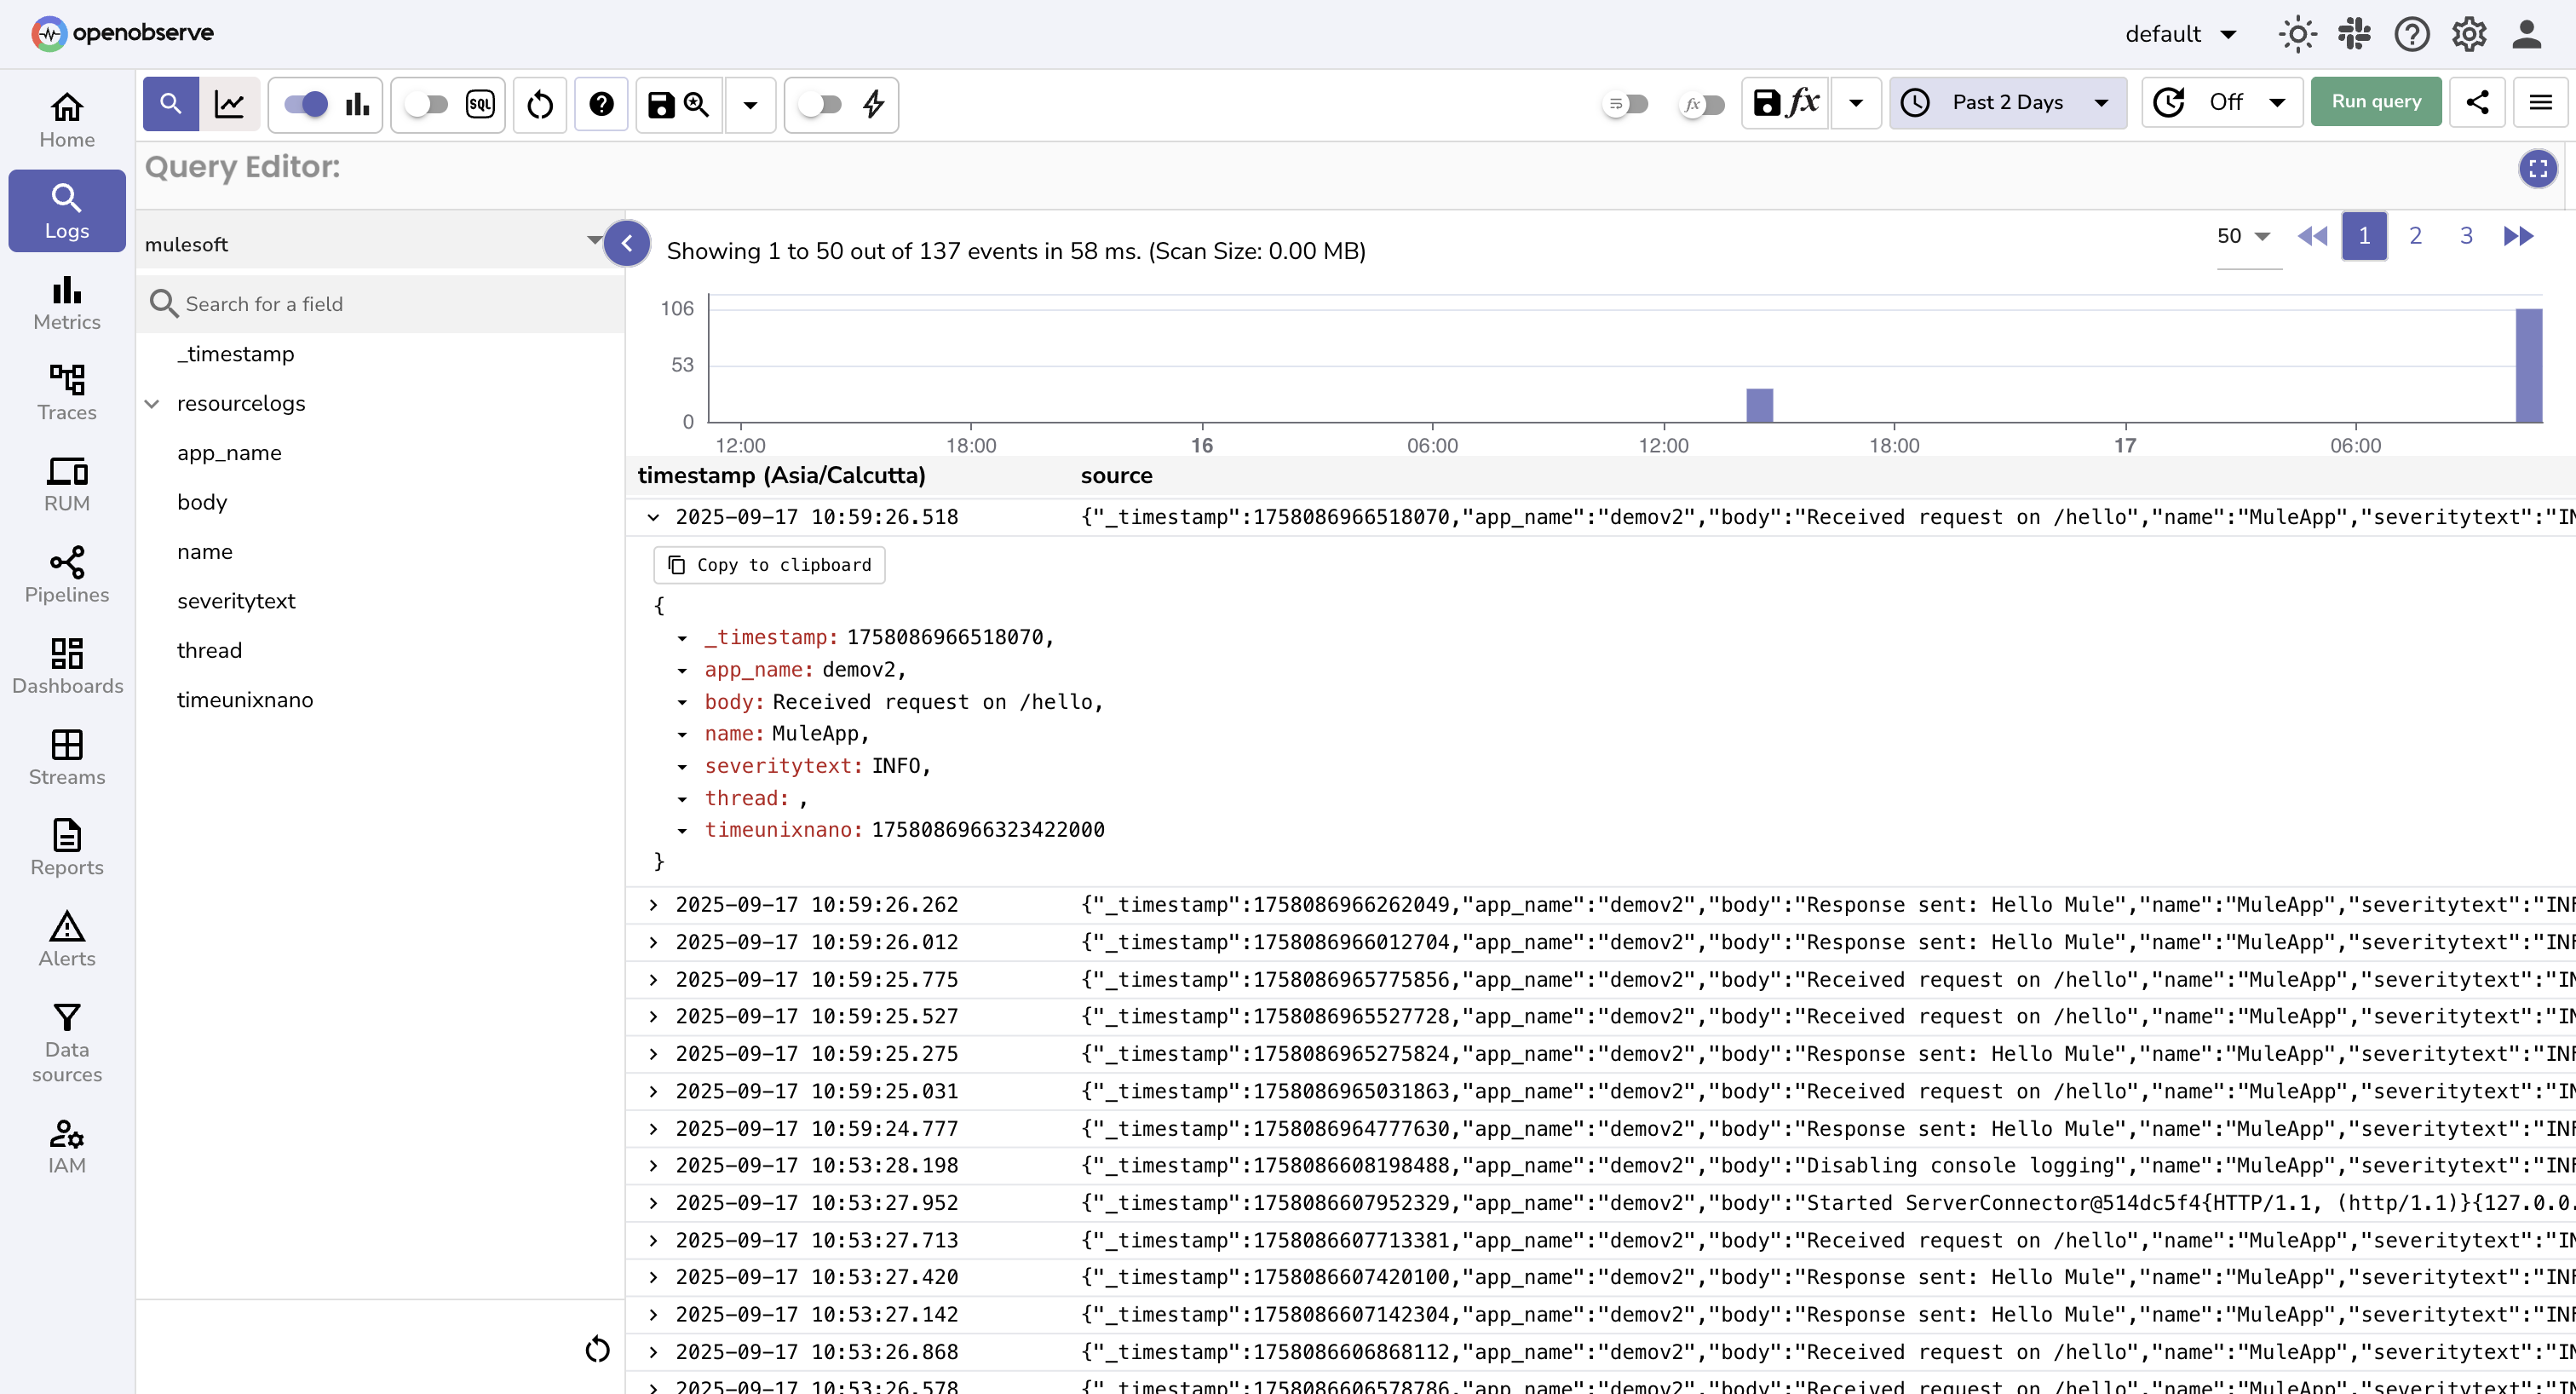 openobserve
default
Home
Logs
Metrics
Traces
RUM
Pipelines
Dashboards
Streams
Reports
Alerts
Data
sources
IAM
SQL
fx
fx
Past 2 Days
Off
Run query
Query Editor:
mulesoft
Search for a field
_timestamp
resourcelogs
app_name
body
name
severitytext
thread
timeunixnano
Showing 1 to 50 out of 137 events in 58 ms. (Scan Size: 0.00 MB)
50
1 2 3
106
53
0
12:00 18:00 16 06:00 12:00 18:00 17 06:00
timestamp (Asia/Calcutta) source
2025-09-17 10:59:26.518 {"_timestamp":1758086966518070,"app_name":"demov2","body":"Received request on /hello","name":"MuleApp","severitytext":"IN
Copy to clipboard
{
_timestamp: 1758086966518070,
app_name: demov2,
body: Received request on /hello,
name: MuleApp,
severitytext: INFO,
thread: ,
timeunixnano: 1758086966323422000
}
2025-09-17 10:59:26.262 {"_timestamp":1758086966262049,"app_name":"demov2","body":"Response sent: Hello Mule","name":"MuleApp","severitytext":"INF
2025-09-17 10:59:26.012 {"_timestamp":1758086966012704,"app_name":"demov2","body":"Response sent: Hello Mule","name":"MuleApp","severitytext":"INF
2025-09-17 10:59:25.775 {"_timestamp":1758086965775856,"app_name":"demov2","body":"Received request on /hello","name":"MuleApp","severitytext":"IN
2025-09-17 10:59:25.527 {"_timestamp":1758086965527728,"app_name":"demov2","body":"Received request on /hello","name":"MuleApp","severitytext":"IN
2025-09-17 10:59:25.275 {"_timestamp":1758086965275824,"app_name":"demov2","body":"Response sent: Hello Mule","name":"MuleApp","severitytext":"INF
2025-09-17 10:59:25.031 {"_timestamp":1758086965031863,"app_name":"demov2","body":"Received request on /hello","name":"MuleApp","severitytext":"IN
2025-09-17 10:59:24.777 {"_timestamp":1758086964777630,"app_name":"demov2","body":"Response sent: Hello Mule","name":"MuleApp","severitytext":"INF
2025-09-17 10:53:28.198 {"_timestamp":1758086608198488,"app_name":"demov2","body":"Disabling console logging","name":"MuleApp","severitytext":"INF
2025-09-17 10:53:27.952 {"_timestamp":1758086607952329,"app_name":"demov2","body":"Started ServerConnector@514dc5f4{HTTP/1.1, (http/1.1)}{127.0.0.
2025-09-17 10:53:27.713 {"_timestamp":1758086607713381,"app_name":"demov2","body":"Received request on /hello","name":"MuleApp","severitytext":"IN
2025-09-17 10:53:27.420 {"_timestamp":1758086607420100,"app_name":"demov2","body":"Response sent: Hello Mule","name":"MuleApp","severitytext":"INF
2025-09-17 10:53:27.142 {"_timestamp":1758086607142304,"app_name":"demov2","body":"Response sent: Hello Mule","name":"MuleApp","severitytext":"INF
2025-09-17 10:53:26.868 {"_timestamp":1758086606868112,"app_name":"demov2","body":"Received request on /hello","name":"MuleApp","severitytext":"IN
2025-09-17 10:53:26.578 {"_timestamp":1758086606578786,"app_name":"demov2","body":"Received request on /hello","name":"MuleApp","severitytext":"IN